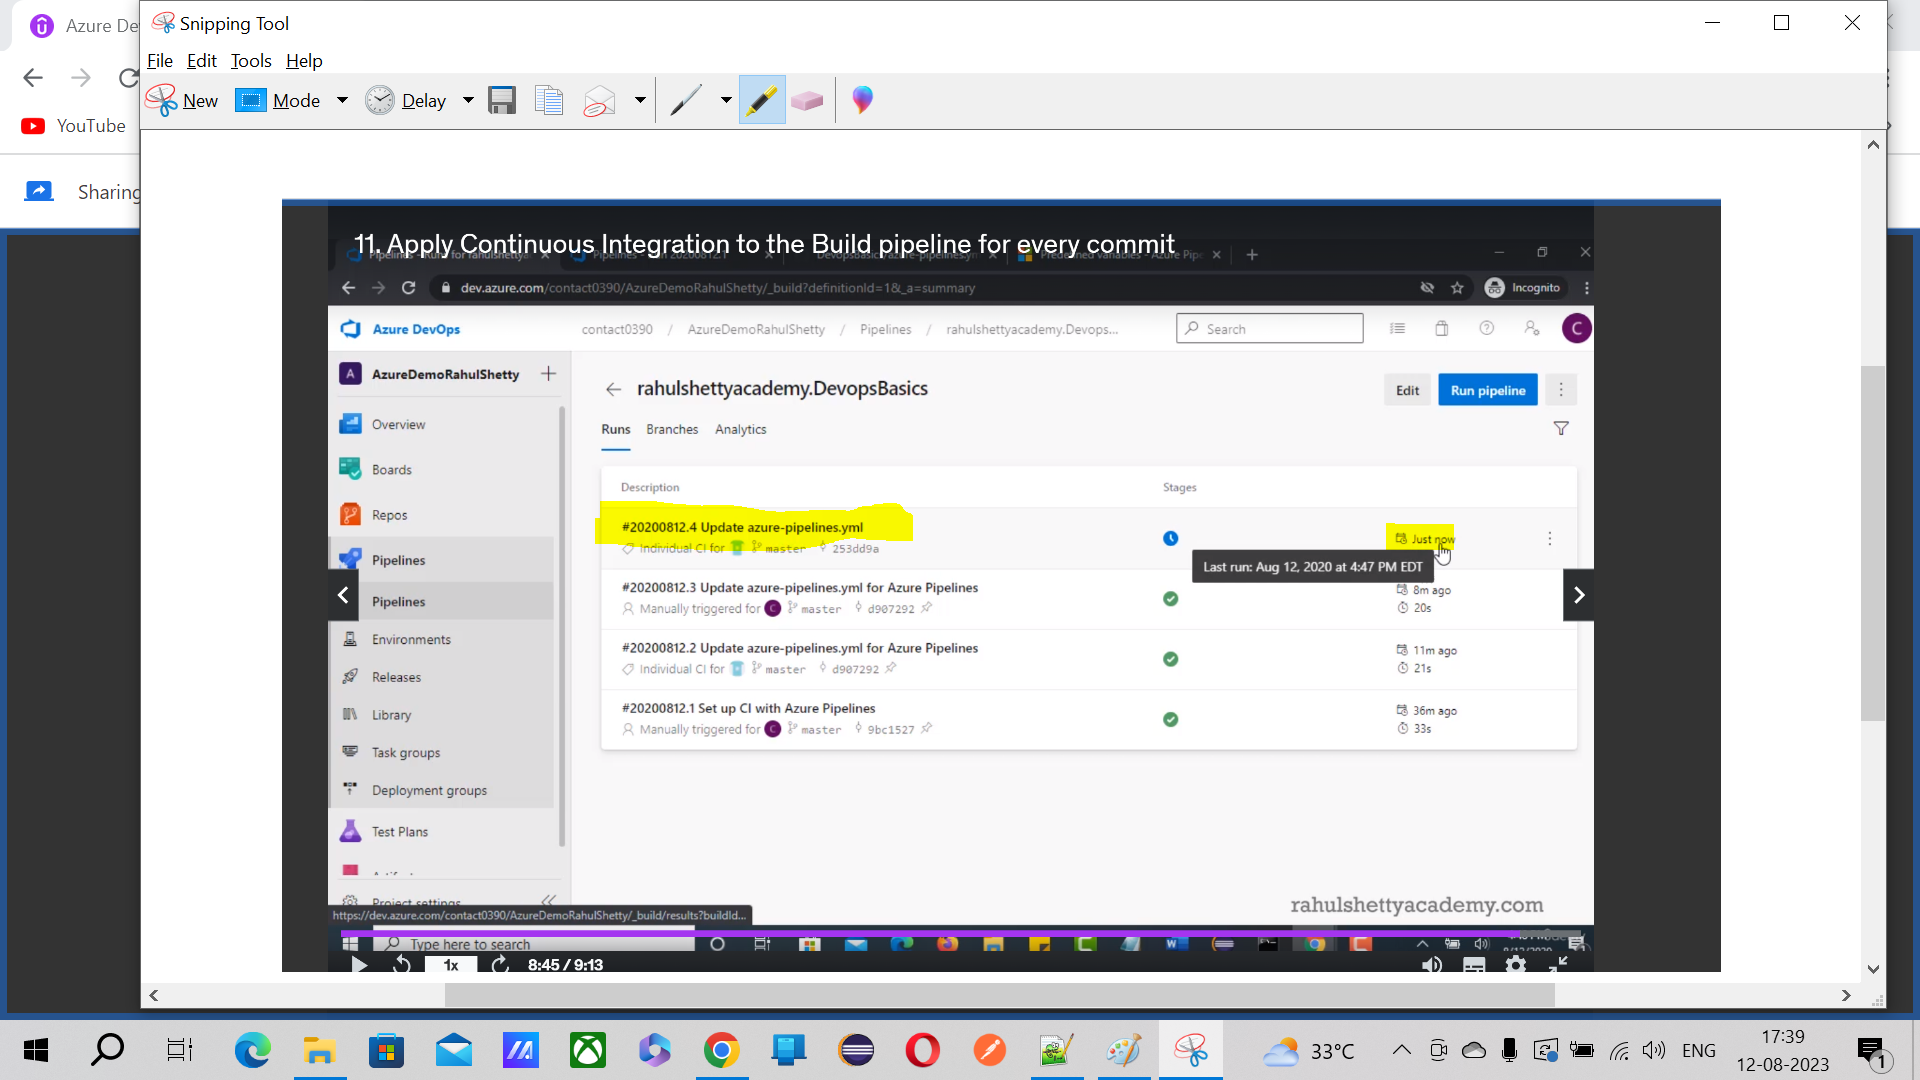 Azure De
Snipping Tool
File Edit Tools Help
New Mode Delay
YouTube
Sharing
11. Apply Continuous Integration to the Build pipeline for every commit
dev.azure.com/contact0390/AzureDemoRahulShetty/_build?definitionId=1&_a=summary
Incognito
Azure DevOps
contact0390 / AzureDemoRahulShetty / Pipelines / rahulshettyacademy.Devops...
Search
C
A AzureDemoRahulShetty
rahulshettyacademy.DevopsBasics
Edit Run pipeline
Overview
Boards
Repos
Pipelines
Pipelines
Environments
Releases
Library
Task groups
Deployment groups
Test Plans
Project settings
Runs Branches Analytics
Description Stages
#20200812.4 Update azure-pipelines.yml
Individual CI for master 253dd9a
Just now
Last run: Aug 12, 2020 at 4:47 PM EDT
#20200812.3 Update azure-pipelines.yml for Azure Pipelines
Manually triggered for C master d907292
8m ago
20s
#20200812.2 Update azure-pipelines.yml for Azure Pipelines
Individual CI for master d907292
11m ago
21s
#20200812.1 Set up CI with Azure Pipelines
Manually triggered for C master 9bc1527
36m ago
33s
rahulshettyacademy.com
https://dev.azure.com/contact0390/AzureDemoRahulShetty/_build/results?buildId...
Type here to search
1x 8:45 / 9:13
33°C
ENG
17:39
12-08-2023
1